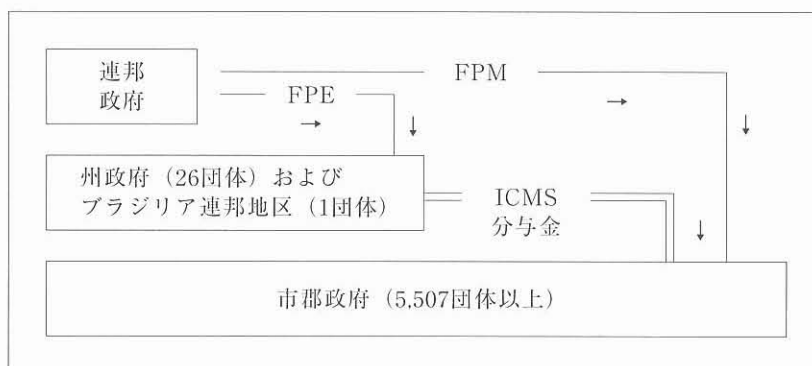 連邦
政府
FPM
FPE
州政府（26団体）および
ブラジリア連邦地区（1団体）
ICMS
分与金
市郡政府（5,507団体以上）